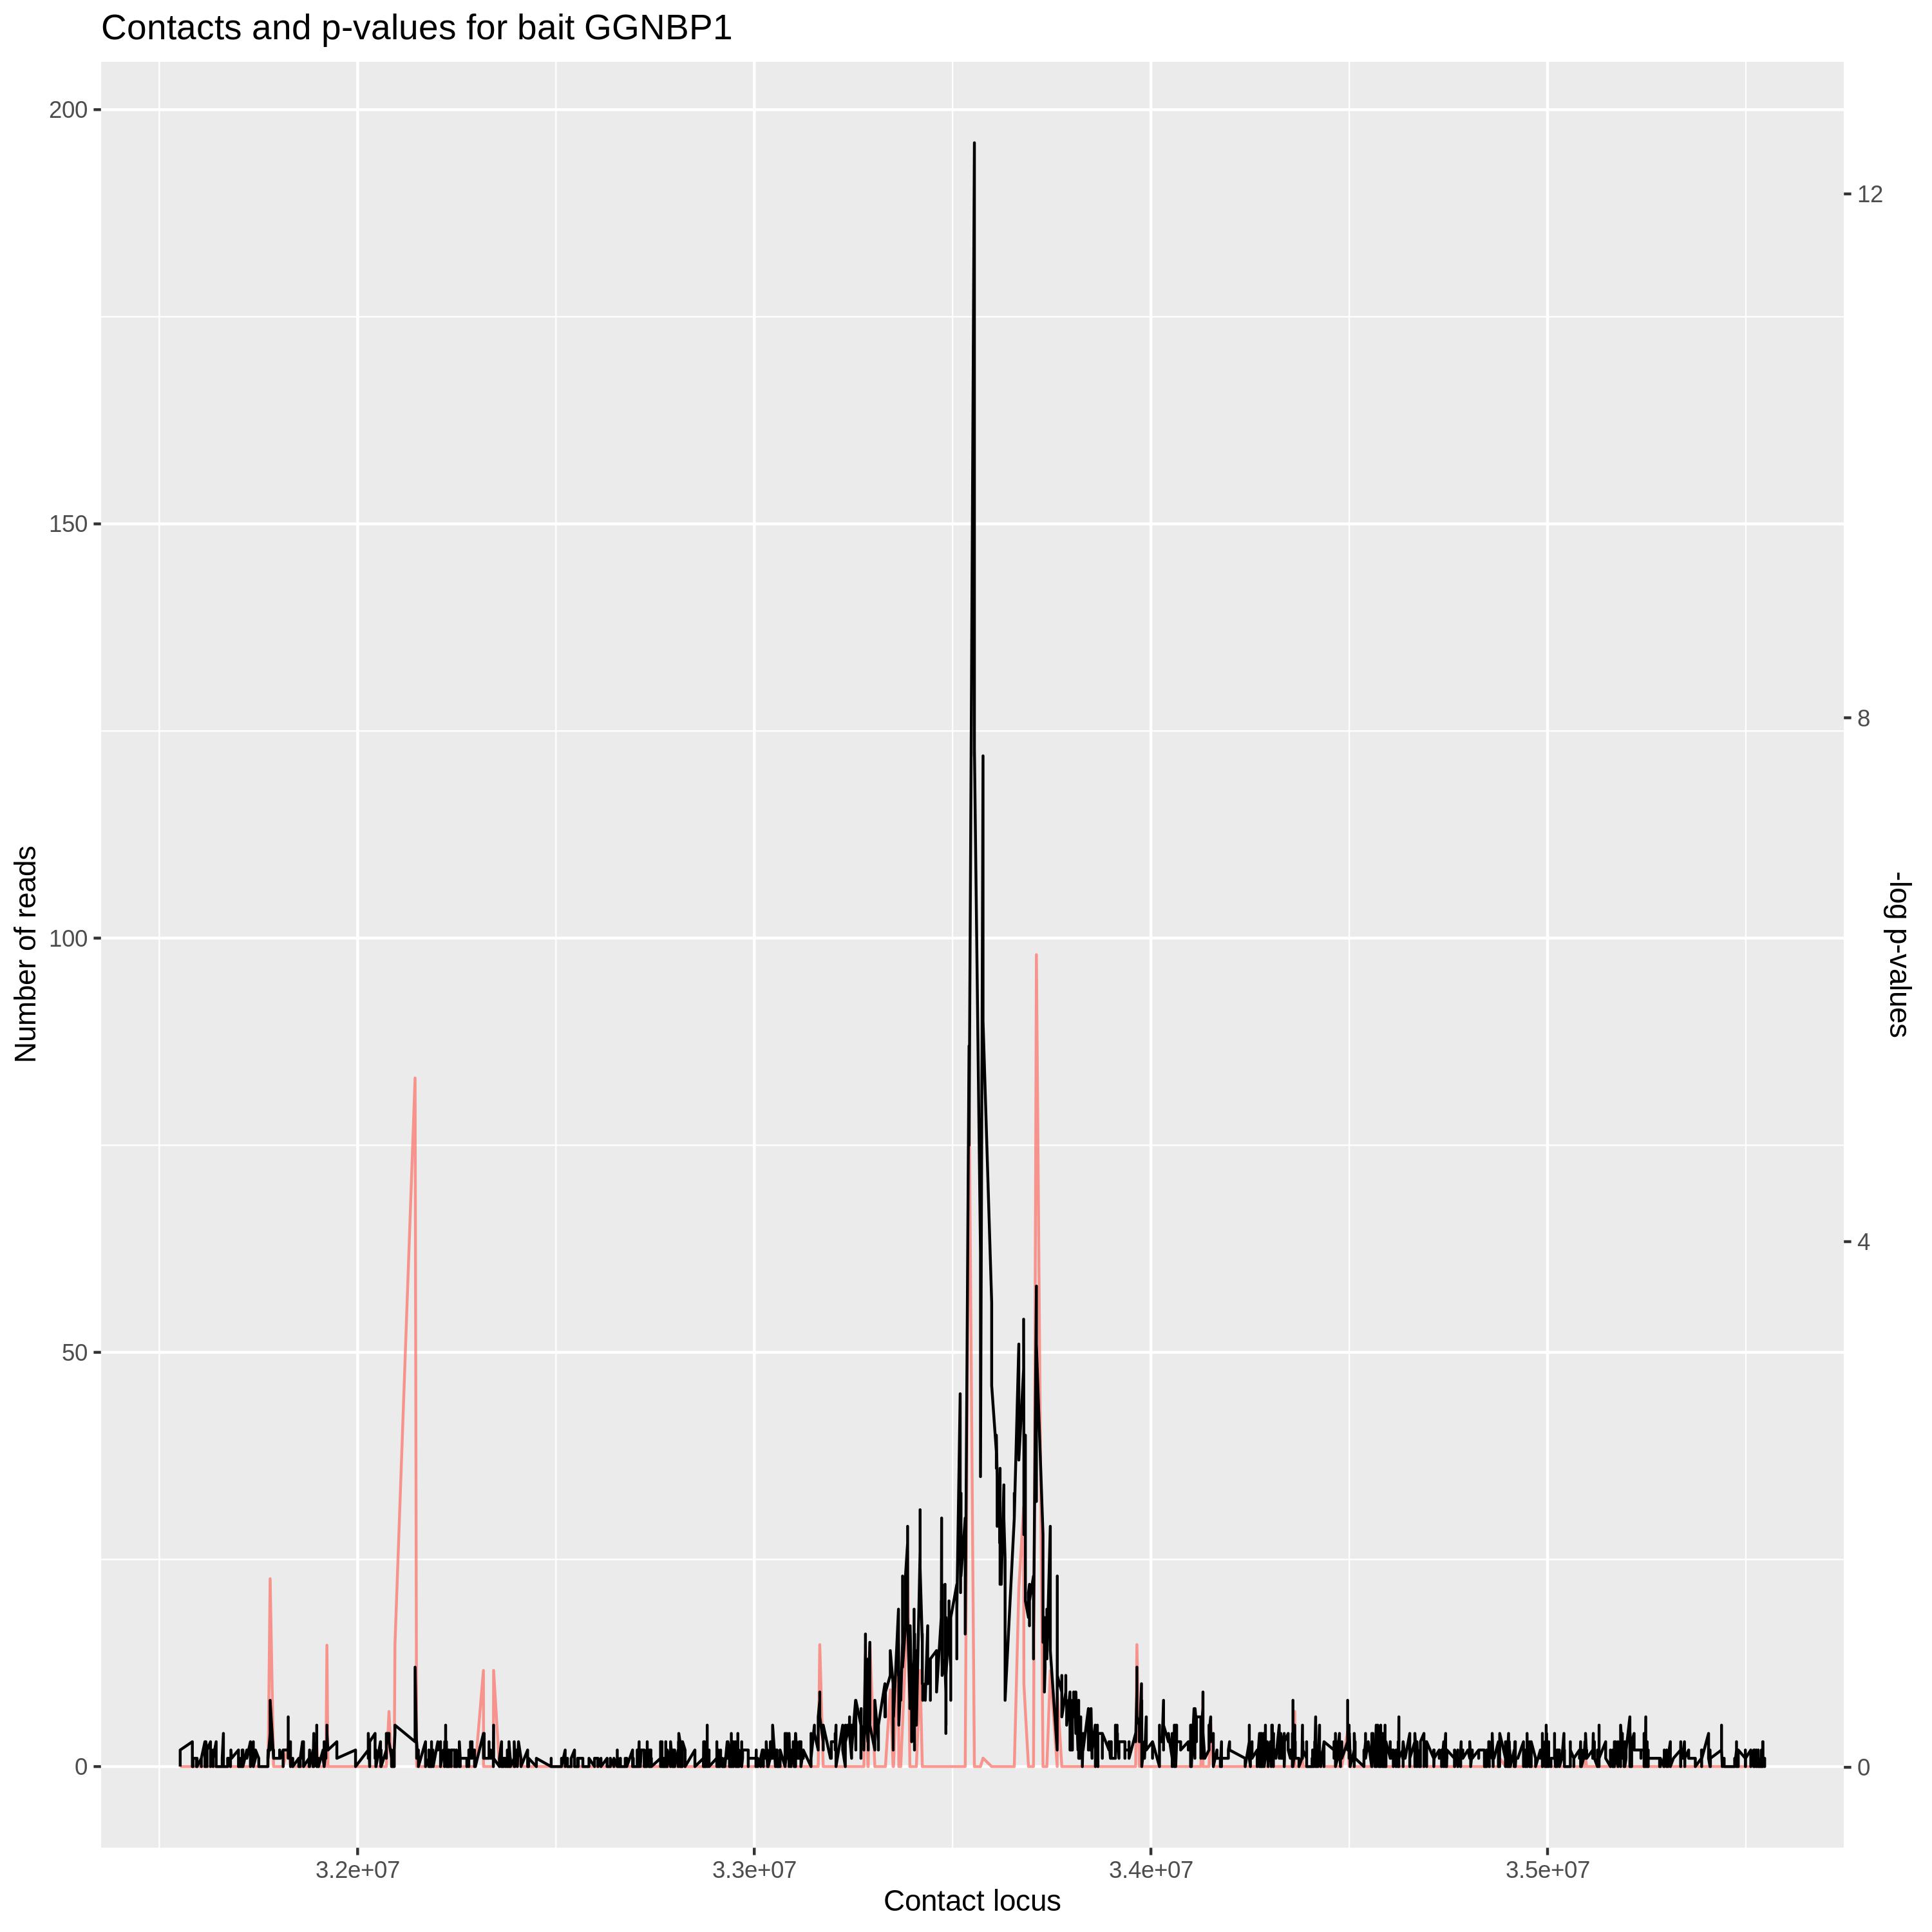 Contacts and p-values for bait GGNBP1
200
150
100
50
0
Number of reads
12
8
4
0
-log p-values
3.2e+07
3.3e+07
3.4e+07
3.5e+07
Contact locus